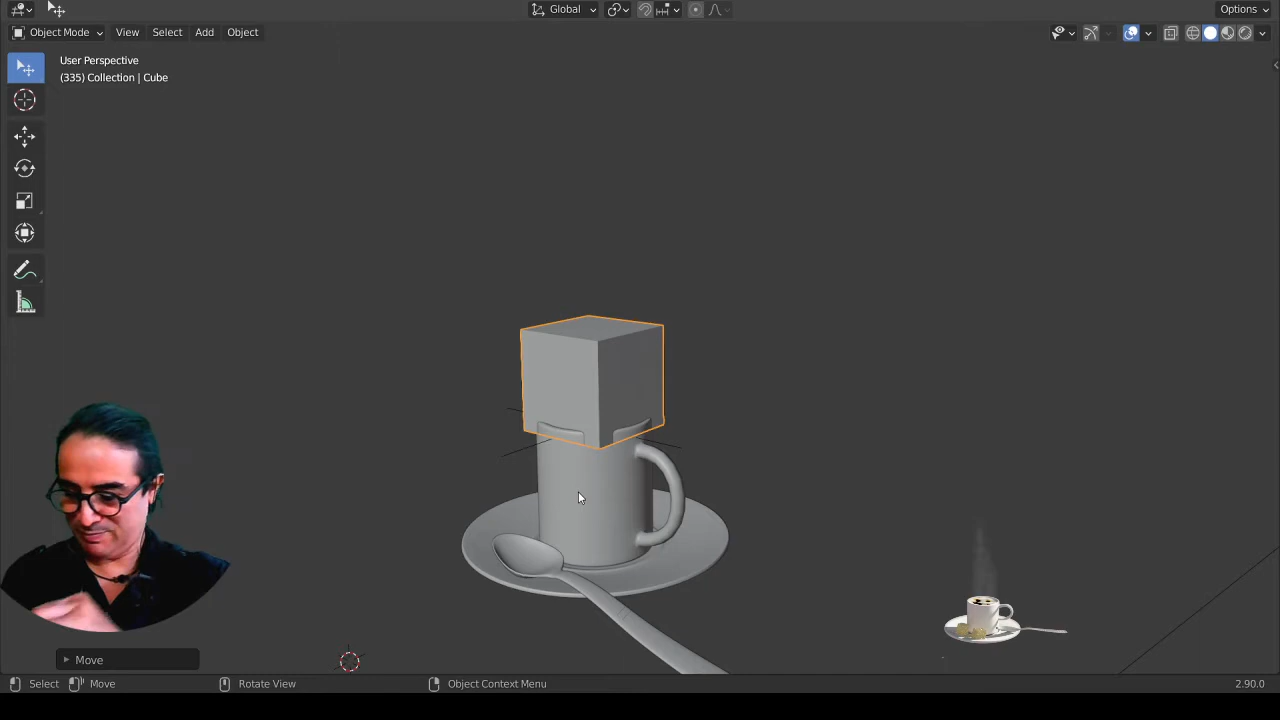 Global
Options
Object Mode
View
Select
Add
Object
User Perspective
(335) Collection | Cube
Move
Select
Move
Rotate View
Object Context Menu
2.90.0